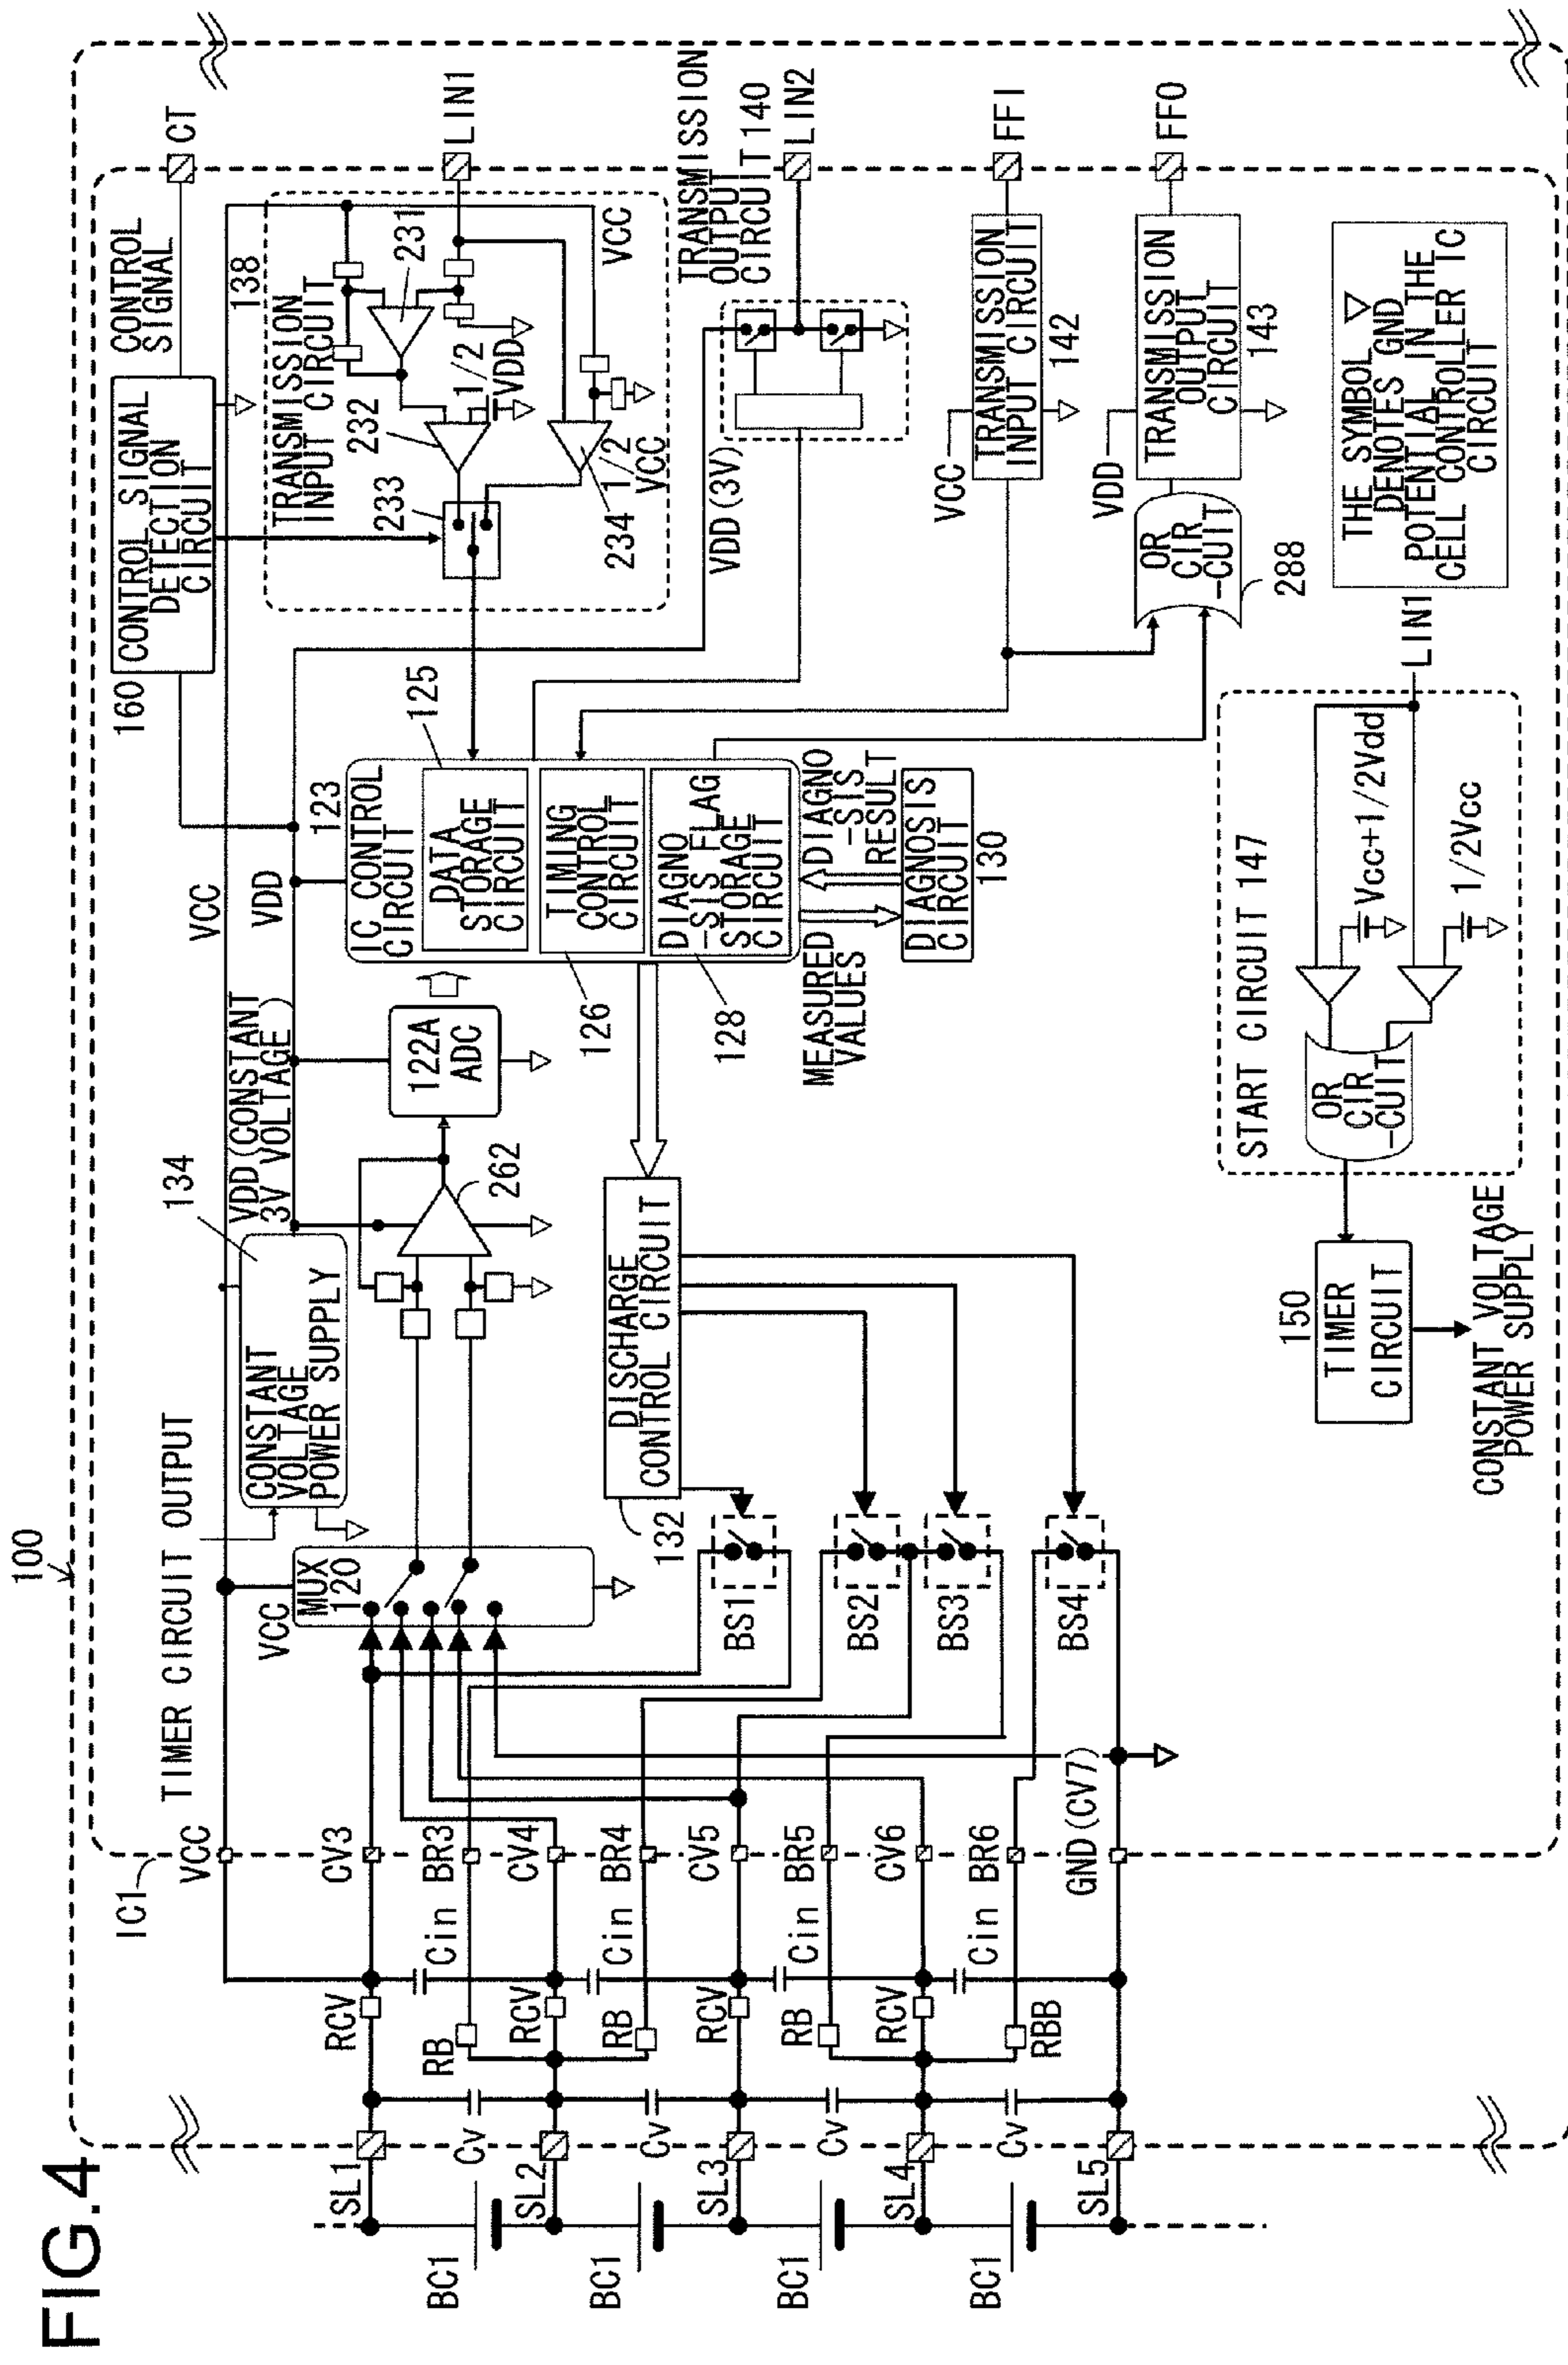 FIG.4
100
IC1
VCC
TIMER CIRCUIT OUTPUT
134
CONSTANT
VOLTAGE
POWER SUPPLY
VDD (CONSTANT
3V VOLTAGE)
VCC
VDD
160
CONTROL SIGNAL
DETECTION
CIRCUIT
CONTROL
SIGNAL
CT
138
TRANSMISSION
INPUT CIRCUIT
231
232
1/2
VDD
233
234
1/2
VCC
VCC
LIN1
TRANSMISSION
OUTPUT
CIRCUIT 140
LIN2
VDD (3V)
VCC
MUX
120
262
122A
ADC
123
IC CONTROL
CIRCUIT
125
DATA
STORAGE
CIRCUIT
TIMING
CONTROL
CIRCUIT
126
DIAGNO
-SIS FLAG
STORAGE
CIRCUIT
128
MEASURED
VALUES
DIAGNO
-SIS
RESULT
DIAGNOSIS
CIRCUIT
130
VCC
TRANSMISSION
INPUT CIRCUIT
142
FFI
VDD
TRANSMISSION
OUTPUT
CIRCUIT
143
FFO
OR
CIR
-CUIT
288
THE SYMBOL ▽
DENOTES GND
POTENTIAL IN THE
CELL CONTROLLER IC
CIRCUIT
DISCHARGE
CONTROL CIRCUIT
132
BS1
BS2
BS3
BS4
SL1
RCV
CV3
BC1
Cv
RB
Cin
BR3
SL2
RCV
CV4
BC1
Cv
RB
Cin
BR4
SL3
RCV
CV5
BC1
Cv
RB
Cin
BR5
SL4
RCV
CV6
BC1
Cv
RBB
Cin
BR6
SL5
GND (CV7)
START CIRCUIT 147
LIN1
Vcc+1/2Vdd
1/2Vcc
OR
CIR
-CUIT
150
TIMER
CIRCUIT
CONSTANT VOLTAGE
POWER SUPPLY